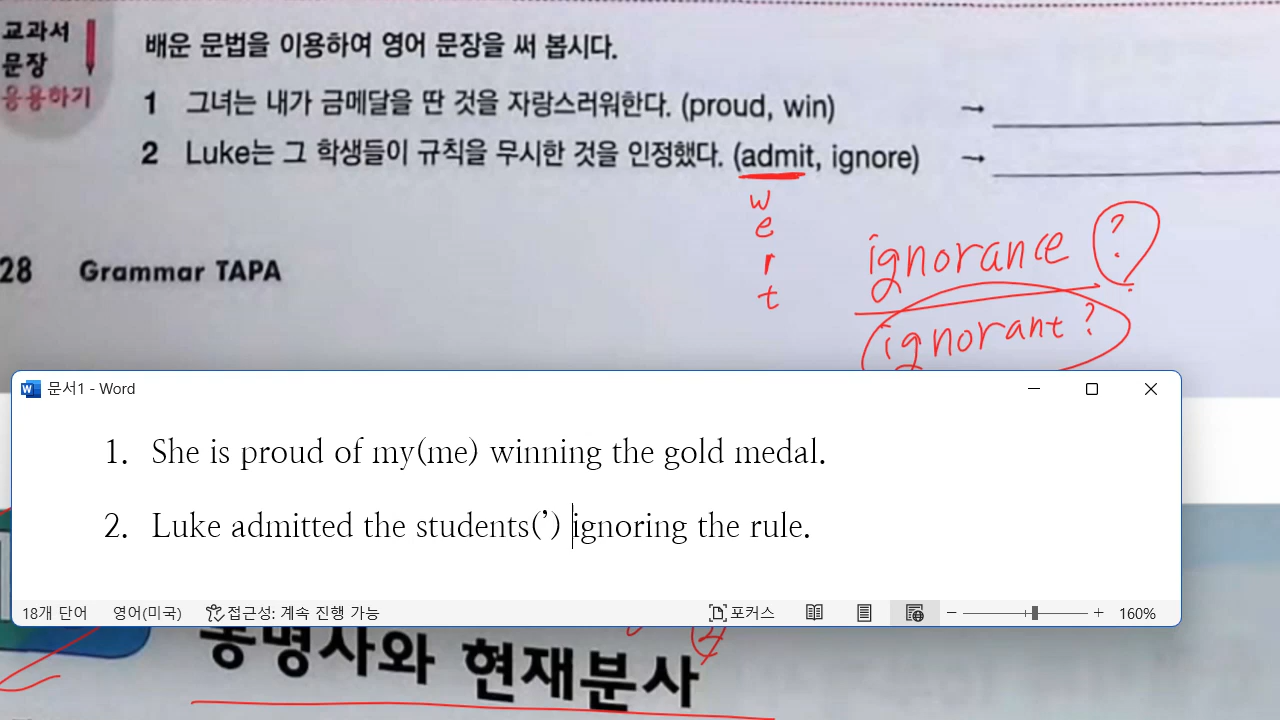 교과서
문장
응용하기
배운 문법을 이용하여 영어 문장을 써 봅시다.
1 그녀는 내가 금메달을 딴 것을 자랑스러워한다. (proud, win) →
2 Luke는 그 학생들이 규칙을 무시한 것을 인정했다. (admit, ignore) →
w
e
r
t
ignorance ?
ignorant ?
28 Grammar TAPA
문서1 - Word
1. She is proud of my(me) winning the gold medal.
2. Luke admitted the students(’) ignoring the rule.
18개 단어 영어(미국) 접근성: 계속 진행 가능 포커스 160%
동명사와 현재분사